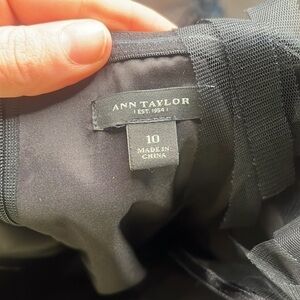 ANN TAYLOR
EST. 1954
10
MADE IN
CHINA